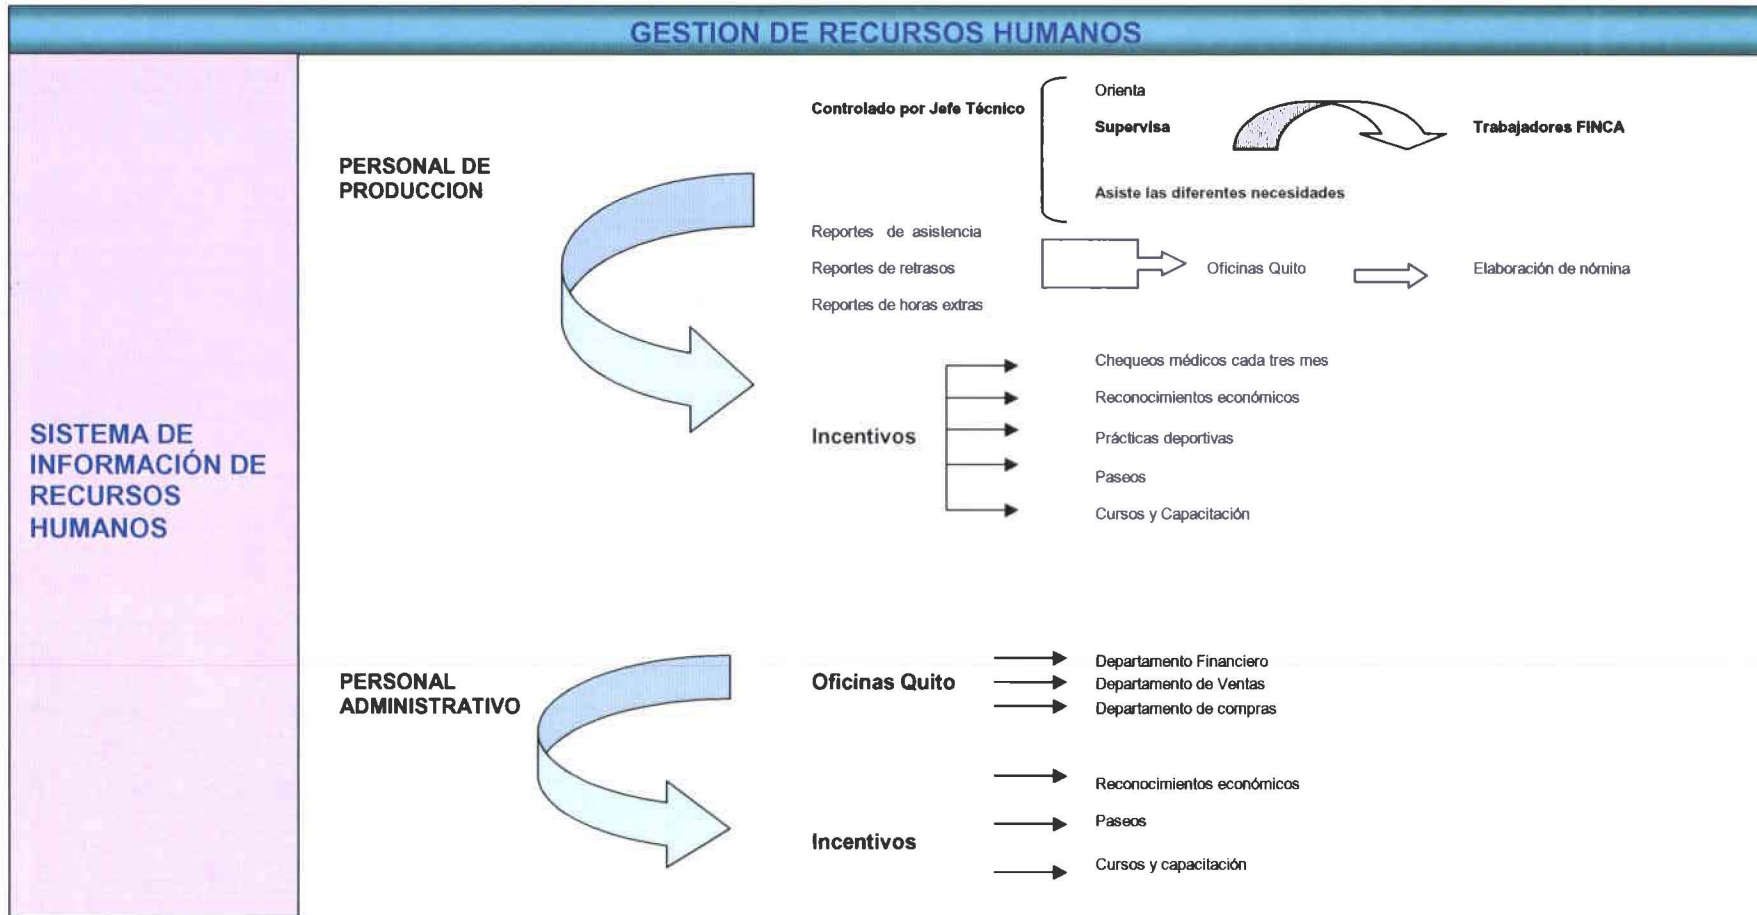 GESTION DE RECURSOS HUMANOS
SISTEMA DE
INFORMACIÓN DE
RECURSOS
HUMANOS
PERSONAL DE
PRODUCCION
Controlado por Jefe Técnico
Orienta
Supervisa
Trabajadores FINCA
Asiste las diferentes necesidades
Reportes de asistencia
Reportes de retrasos
Reportes de horas extras
Oficinas Quito
Elaboración de nómina
Incentivos
Chequeos médicos cada tres mes
Reconocimientos económicos
Prácticas deportivas
Paseos
Cursos y Capacitación
PERSONAL
ADMINISTRATIVO
Oficinas Quito
Departamento Financiero
Departamento de Ventas
Departamento de compras
Incentivos
Reconocimientos económicos
Paseos
Cursos y capacitación